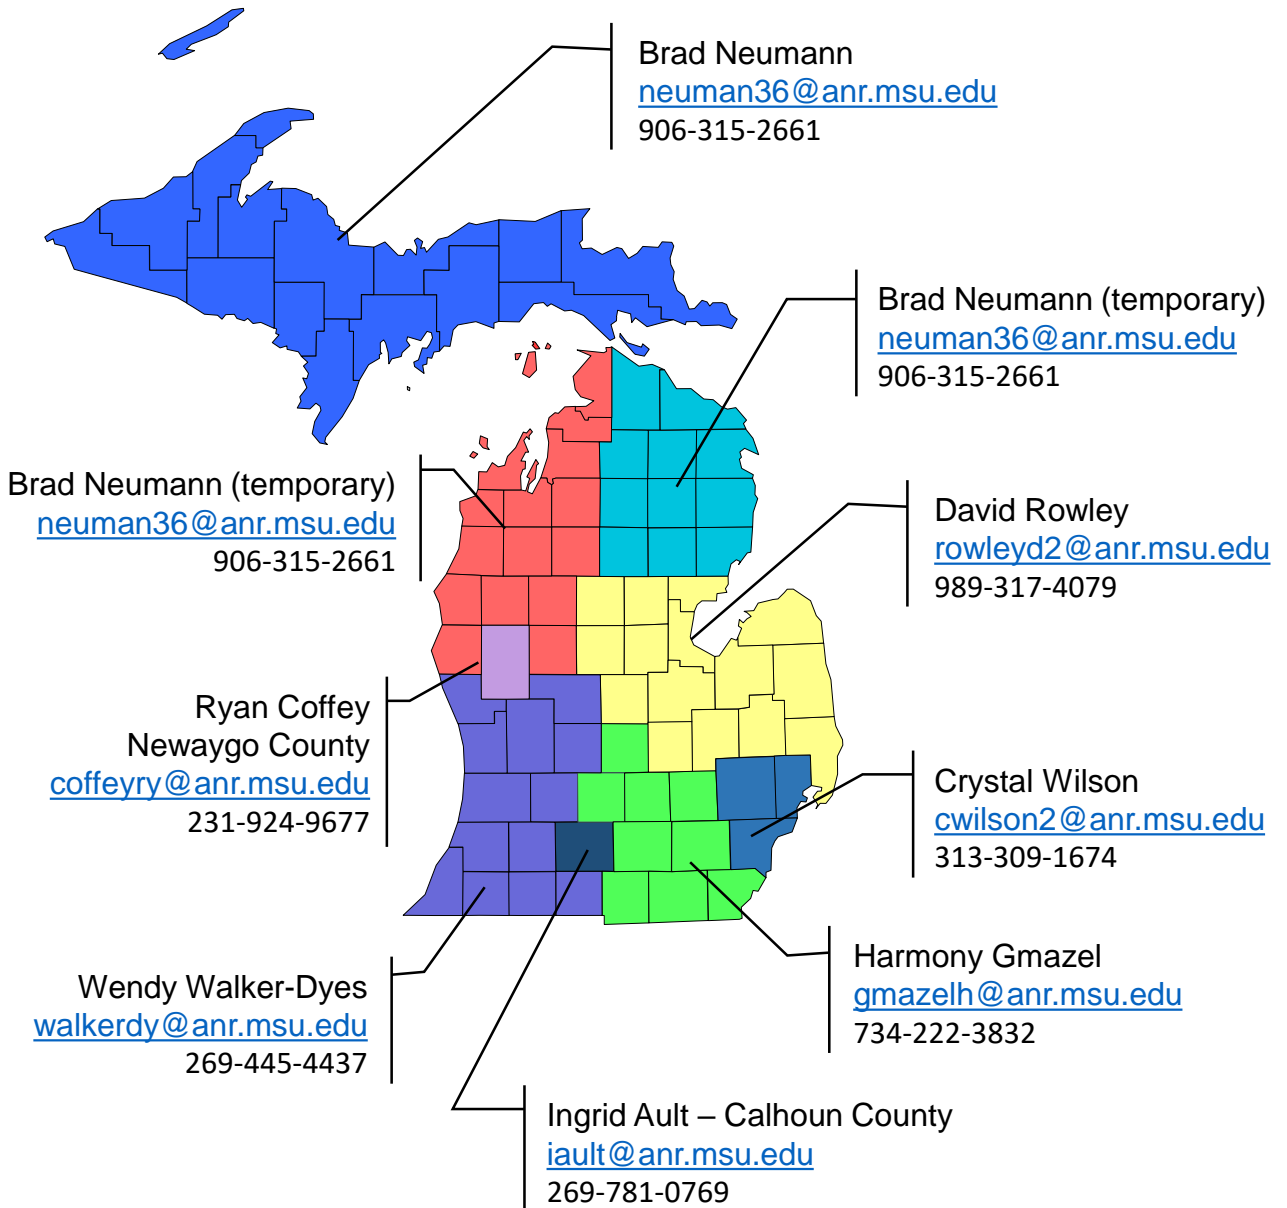 Brad Neumann
neuman36@anr.msu.edu
906-315-2661
Brad Neumann (temporary)
neuman36@anr.msu.edu
906-315-2661
Brad Neumann (temporary)
neuman36@anr.msu.edu
906-315-2661
David Rowley
rowleyd2@anr.msu.edu
989-317-4079
Ryan Coffey
Newaygo County
coffeyry@anr.msu.edu
231-924-9677
Crystal Wilson
cwilson2@anr.msu.edu
313-309-1674
Wendy Walker-Dyes
walkerdy@anr.msu.edu
269-445-4437
Harmony Gmazel
gmazelh@anr.msu.edu
734-222-3832
Ingrid Ault – Calhoun County
iault@anr.msu.edu
269-781-0769